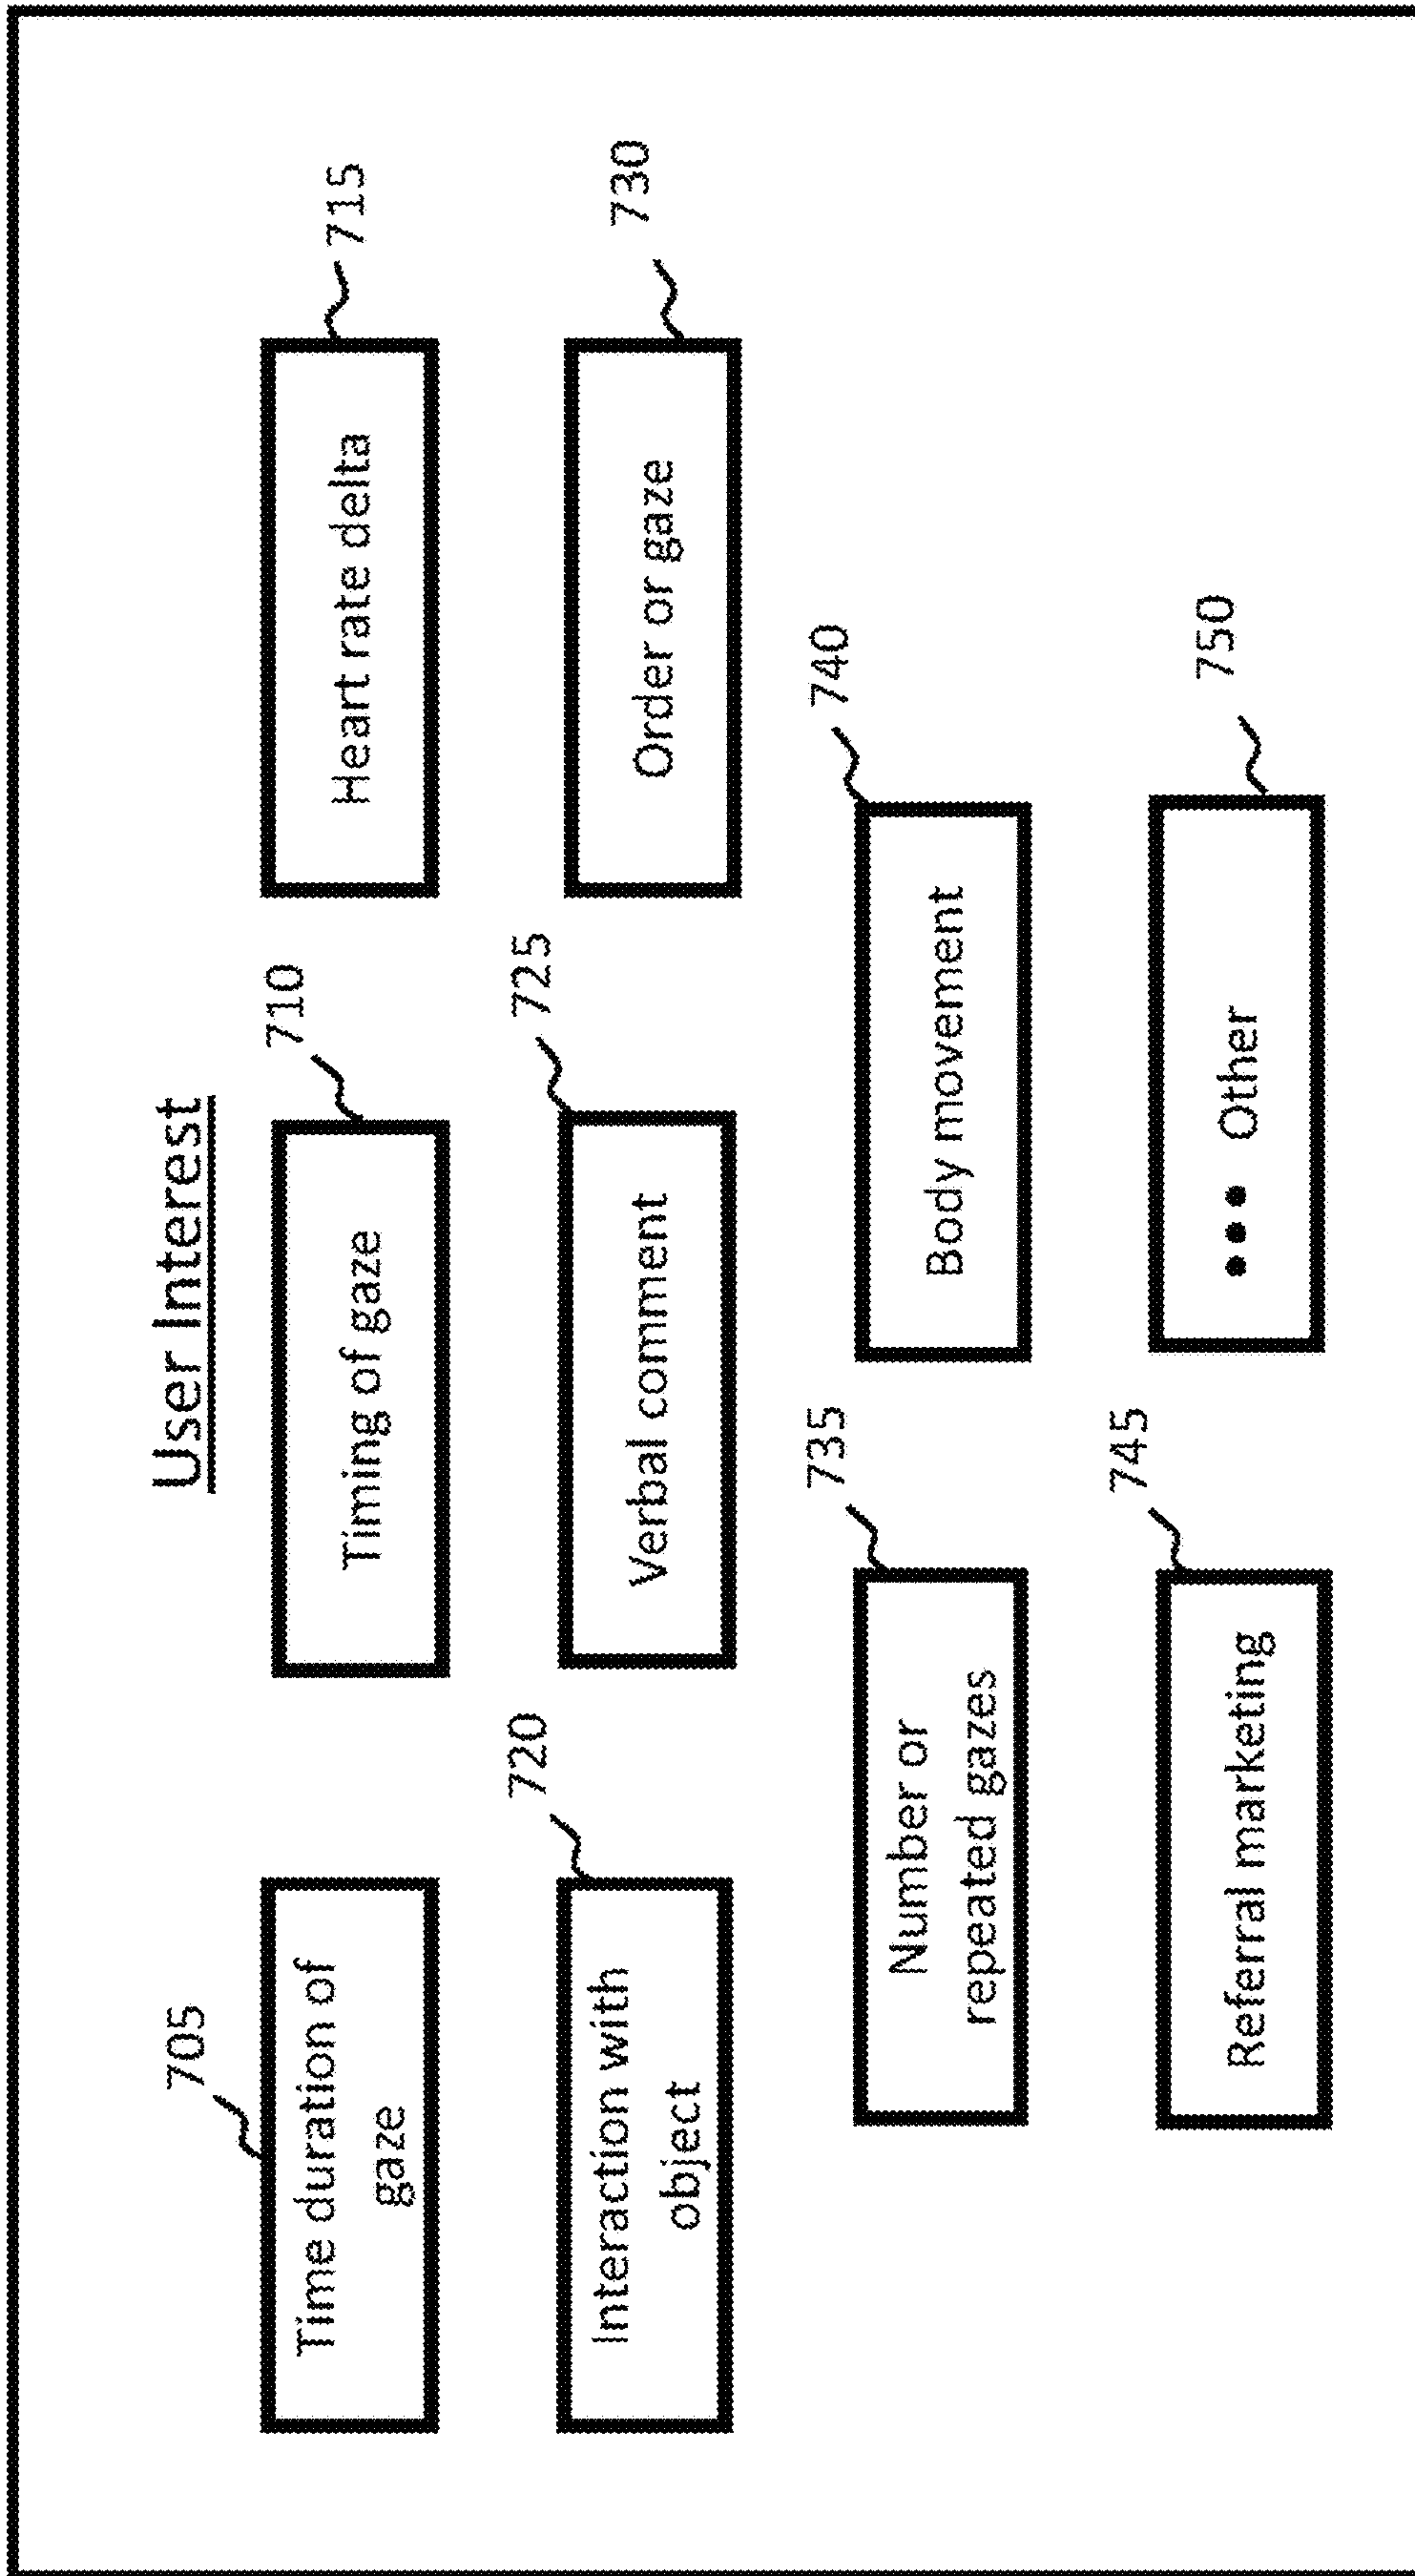 User Interest
705
Time duration of
gaze
710
Timing of gaze
715
Heart rate delta
720
Interaction with
object
725
Verbal comment
730
Order or gaze
735
Number or
repeated gazes
740
Body movement
745
Referral marketing
750
••• Other